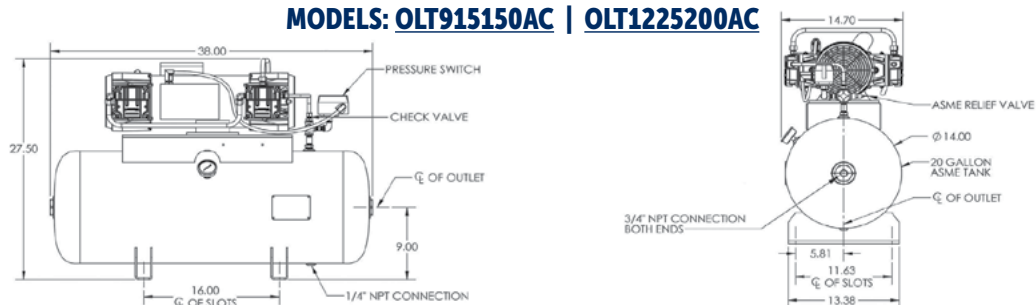 MODELS: OLT915150AC | OLT1225200AC
38.00
PRESSURE SWITCH
CHECK VALVE
27.50
℄ OF OUTLET
9.00
16.00
℄ OF SLOTS
1/4" NPT CONNECTION
14.70
ASME RELIEF VALVE
Ø14.00
20 GALLON
ASME TANK
℄ OF OUTLET
3/4" NPT CONNECTION
BOTH ENDS
5.81
11.63
℄ OF SLOTS
13.38